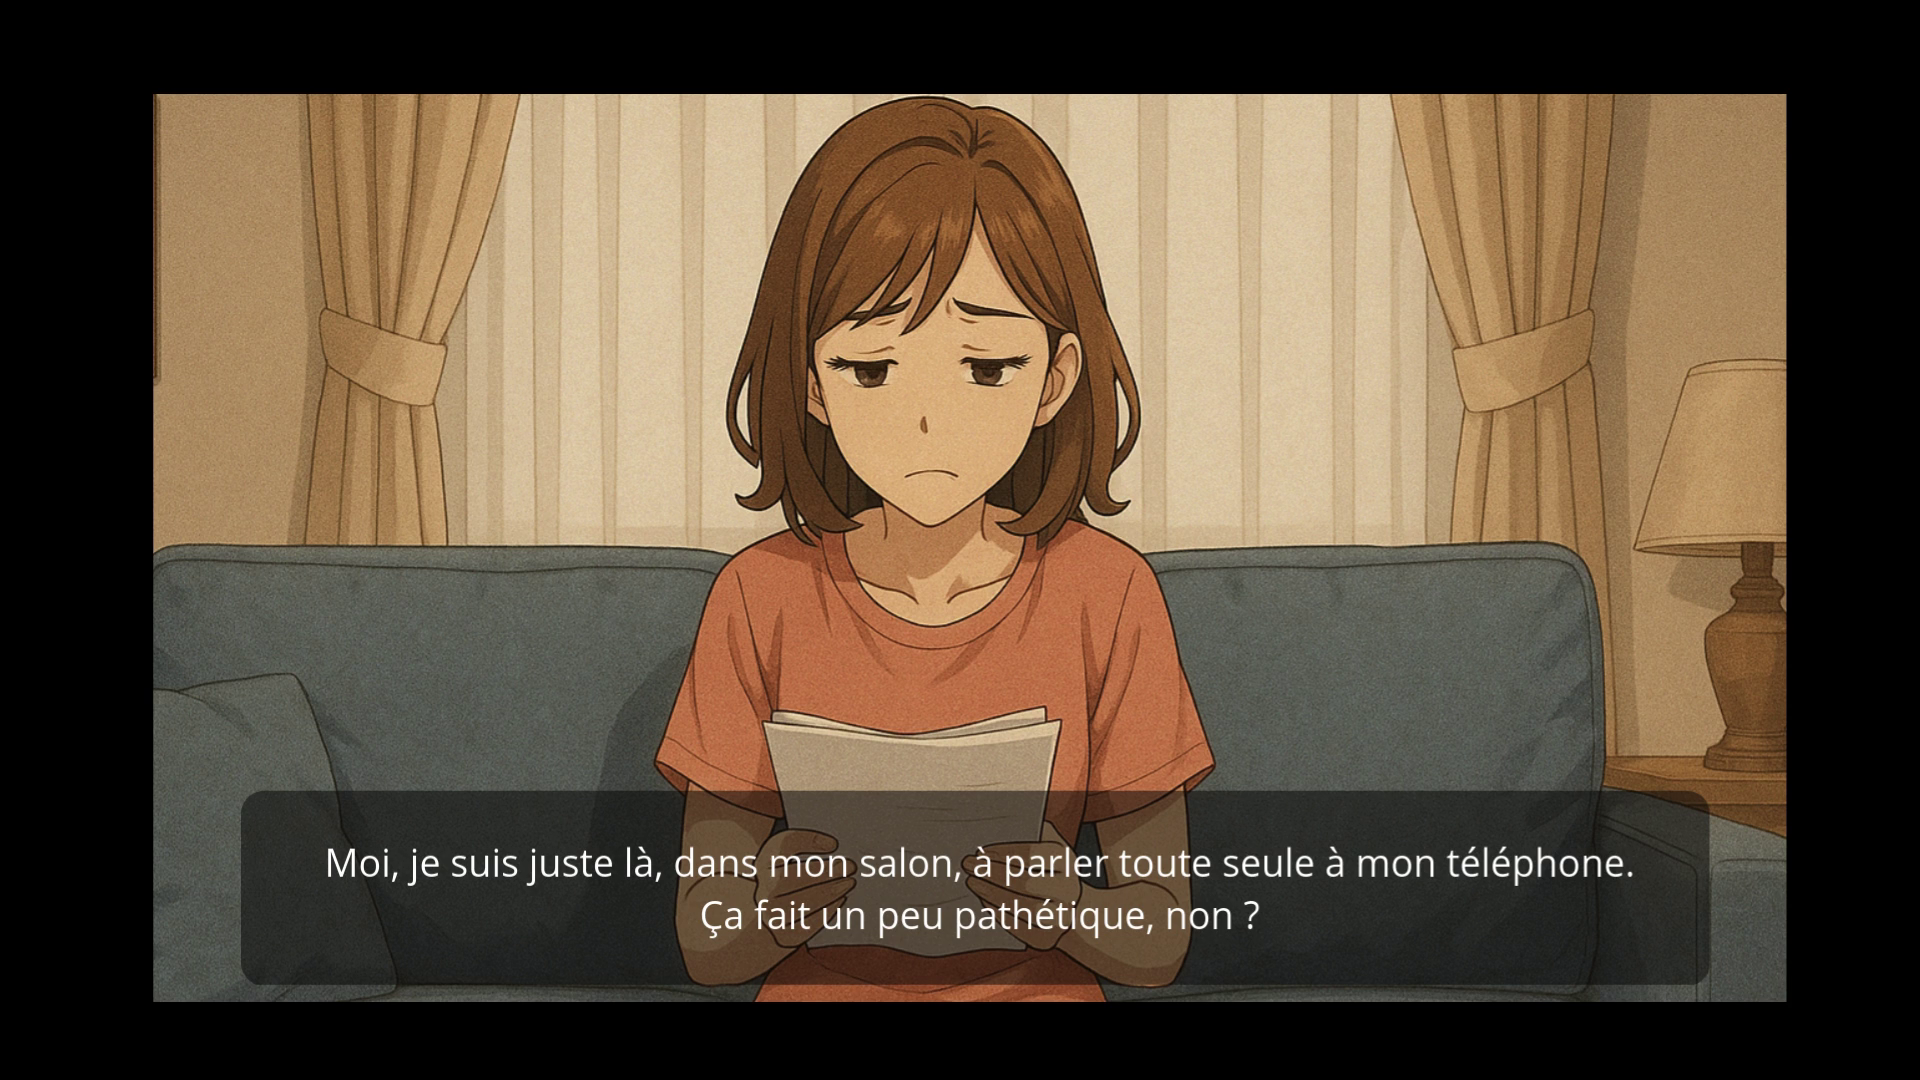 Moi, je suis juste là, dans mon salon, à parler toute seule à mon téléphone.
Ça fait un peu pathétique, non ?